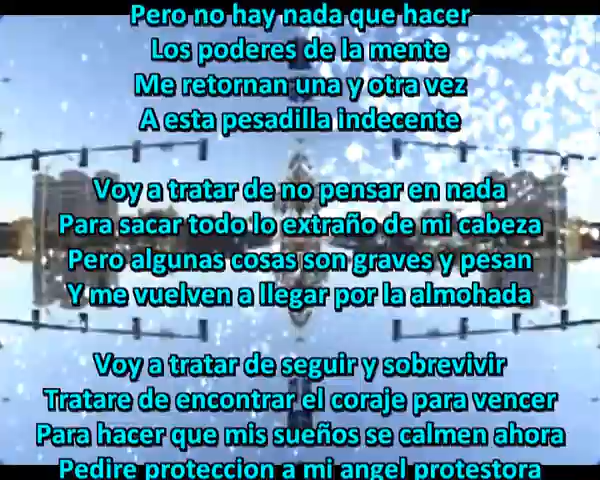 Pero no hay nada que hacer
Los poderes de la mente
Me retornan una y otra vez
A esta pesadilla indecente
Voy a tratar de no pensar en nada
Para sacar todo lo extraño de mi cabeza
Pero algunas cosas son graves y pesan
Y me vuelven a llegar por la almohada
Voy a tratar de seguir y sobrevivir
Tratare de encontrar el coraje para vencer
Para hacer que mis sueños se calmen ahora
Pedire proteccion a mi angel protestora